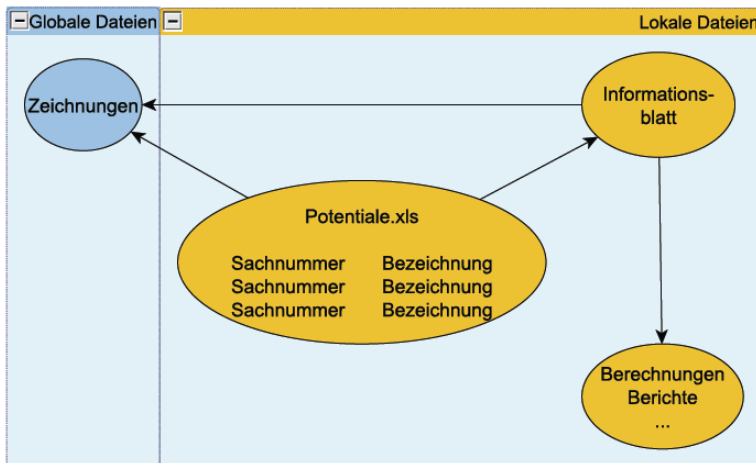 Globale Dateien
Lokale Dateien
Zeichnungen
Informations-
blatt
Potentiale.xls
Sachnummer Bezeichnung
Sachnummer Bezeichnung
Sachnummer Bezeichnung
Berechnungen
Berichte
...